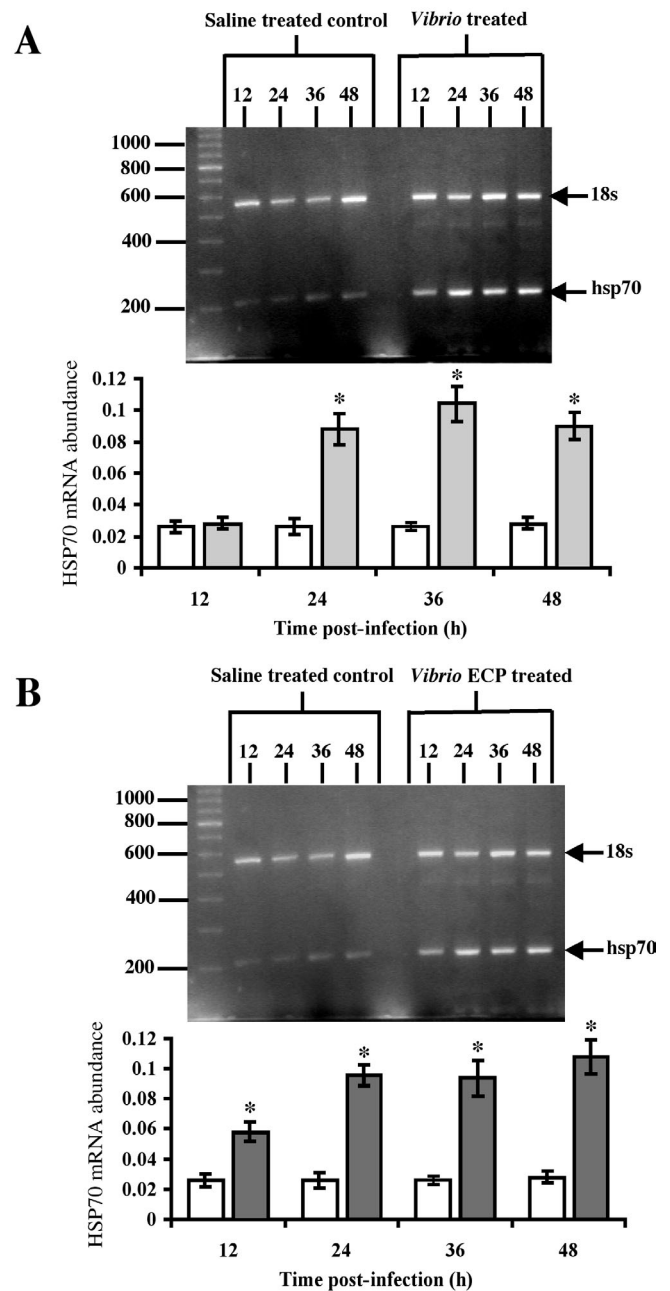 A
Saline treated control Vibrio treated
12 24 36 48 12 24 36 48
1000
800
600
400
200
18s
hsp70
HSP70 mRNA abundance
0.12
0.1
0.08
0.06
0.04
0.02
0
* * *
12 24 36 48
Time post-infection (h)
B
Saline treated control Vibrio ECP treated
12 24 36 48 12 24 36 48
1000
800
600
400
200
18s
hsp70
HSP70 mRNA abundance
0.12
0.1
0.08
0.06
0.04
0.02
0
* * * *
12 24 36 48
Time post-infection (h)